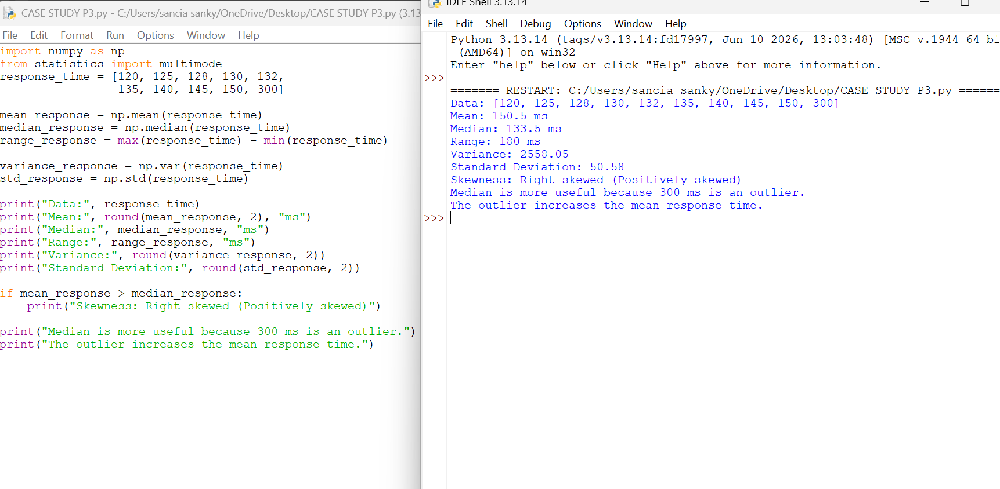 CASE STUDY P3.py - C:/Users/sancia sanky/OneDrive/Desktop/CASE STUDY P3.py (3.13
File Edit Format Run Options Window Help
import numpy as np
from statistics import multimode
response_time = [120, 125, 128, 130, 132,
                 135, 140, 145, 150, 300]

mean_response = np.mean(response_time)
median_response = np.median(response_time)
range_response = max(response_time) - min(response_time)

variance_response = np.var(response_time)
std_response = np.std(response_time)

print("Data:", response_time)
print("Mean:", round(mean_response, 2), "ms")
print("Median:", median_response, "ms")
print("Range:", range_response, "ms")
print("Variance:", round(variance_response, 2))
print("Standard Deviation:", round(std_response, 2))

if mean_response > median_response:
    print("Skewness: Right-skewed (Positively skewed)")

print("Median is more useful because 300 ms is an outlier.")
print("The outlier increases the mean response time.")
IDLE Shell 3.13.14
File Edit Shell Debug Options Window Help
Python 3.13.14 (tags/v3.13.14:fd17997, Jun 10 2026, 13:03:48) [MSC v.1944 64 bi
 (AMD64)] on win32
Enter "help" below or click "Help" above for more information.
>>>
======= RESTART: C:/Users/sancia sanky/OneDrive/Desktop/CASE STUDY P3.py ======
Data: [120, 125, 128, 130, 132, 135, 140, 145, 150, 300]
Mean: 150.5 ms
Median: 133.5 ms
Range: 180 ms
Variance: 2558.05
Standard Deviation: 50.58
Skewness: Right-skewed (Positively skewed)
Median is more useful because 300 ms is an outlier.
The outlier increases the mean response time.
>>>